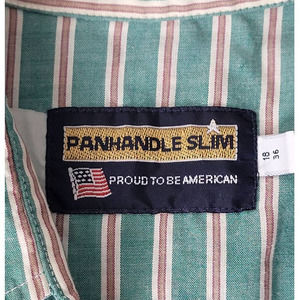 PANHANDLE SLIM
PROUD TO BE AMERICAN
18
36